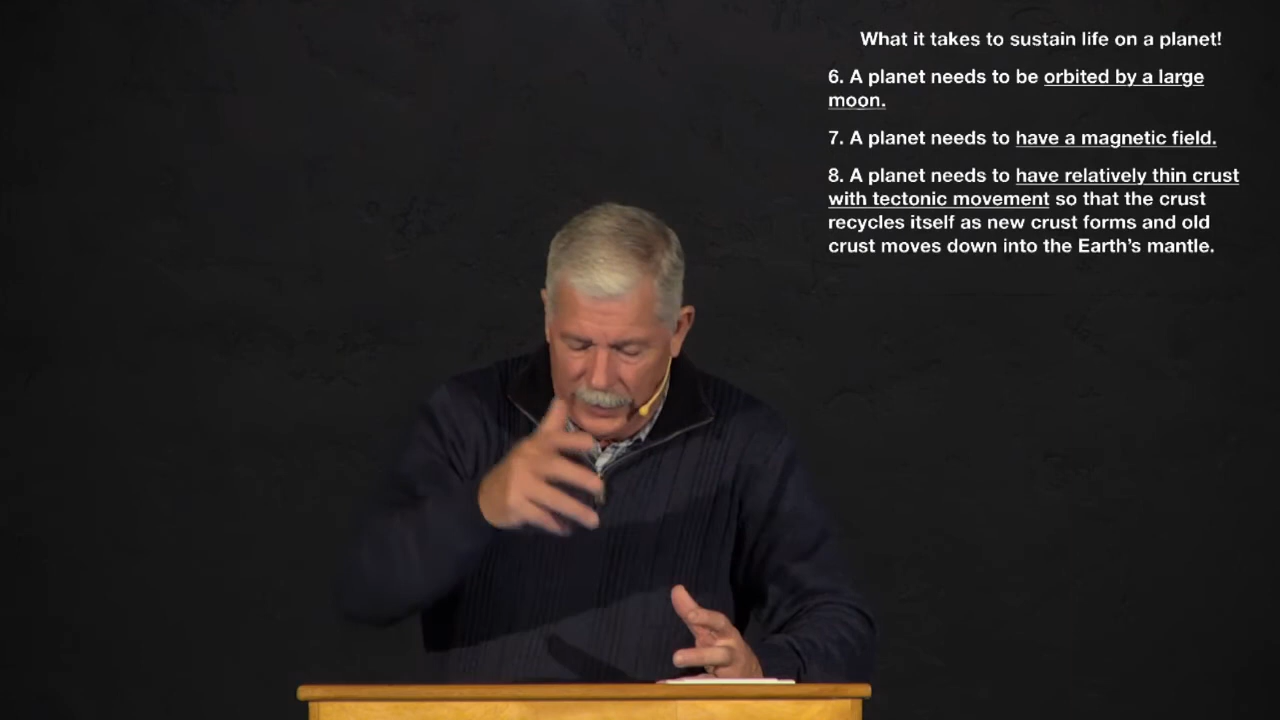 What it takes to sustain life on a planet!
6. A planet needs to be orbited by a large
moon.
7. A planet needs to have a magnetic field.
8. A planet needs to have relatively thin crust
with tectonic movement so that the crust
recycles itself as new crust forms and old
crust moves down into the Earth's mantle.